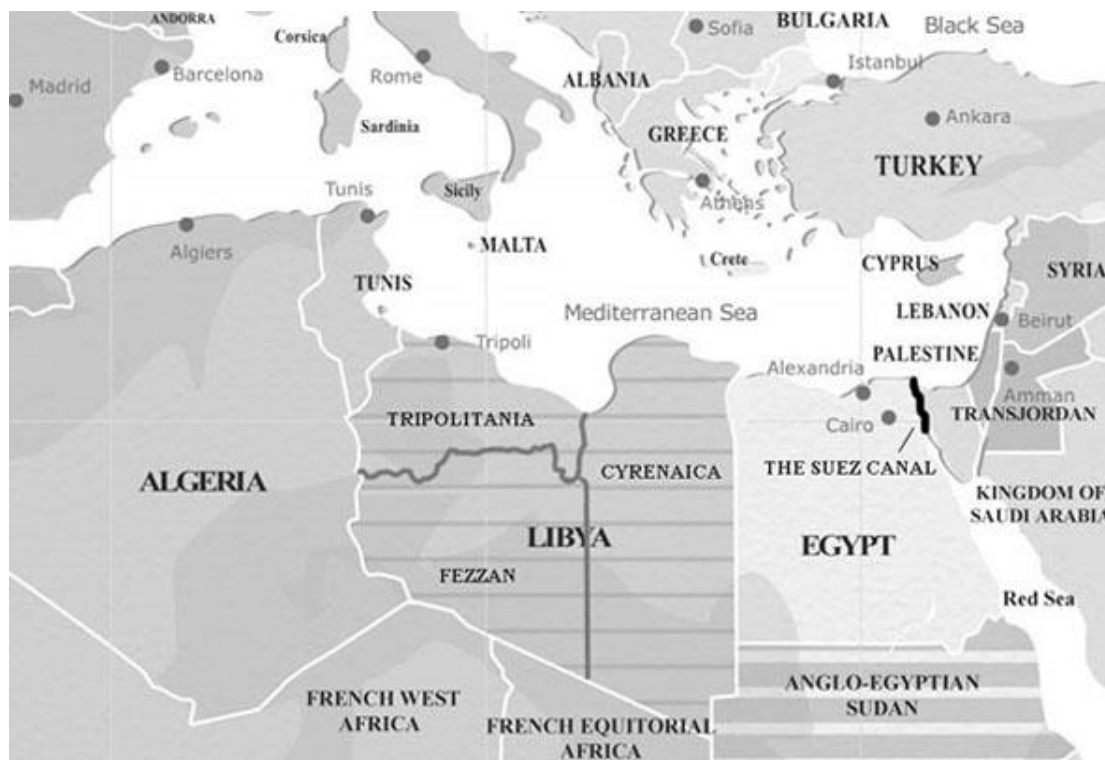 ANDORRA
Corsica
Sofia
BULGARIA
Black Sea
Madrid
Barcelona
Rome
ALBANIA
Istanbul
Sardinia
GREECE
Ankara
TURKEY
Tunis
Sicily
Athens
Algiers
MALTA
Crete
CYPRUS
SYRIA
TUNIS
Mediterranean Sea
LEBANON
Beirut
Tripoli
PALESTINE
Alexandria
Amman
TRIPOLITANIA
Cairo
TRANSJORDAN
ALGERIA
CYRENAICA
THE SUEZ CANAL
KINGDOM OF
SAUDI ARABIA
LIBYA
EGYPT
FEZZAN
Red Sea
FRENCH WEST
AFRICA
ANGLO-EGYPTIAN
SUDAN
FRENCH EQUITORIAL
AFRICA